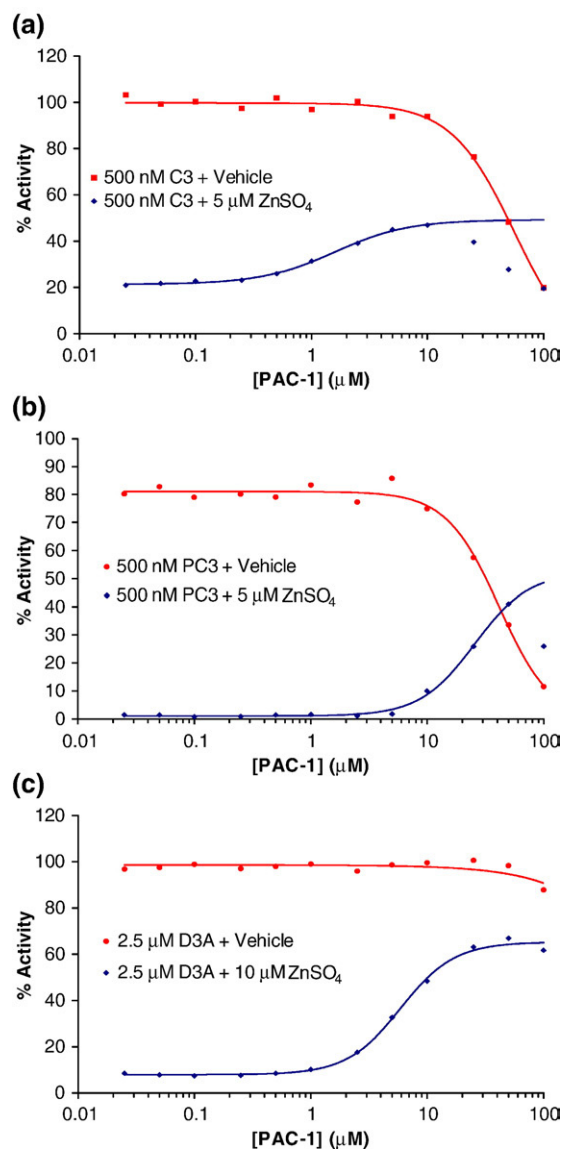 (a)
120
100
80
60
40
20
0
% Activity
500 nM C3 + Vehicle
500 nM C3 + 5 μM ZnSO₄
0.01 0.1 1 10 100
[PAC-1] (μM)
(b)
100
90
80
70
60
50
40
30
20
10
0
% Activity
500 nM PC3 + Vehicle
500 nM PC3 + 5 μM ZnSO₄
0.01 0.1 1 10 100
[PAC-1] (μM)
(c)
120
100
80
60
40
20
0
% Activity
2.5 μM D3A + Vehicle
2.5 μM D3A + 10 μM ZnSO₄
0.01 0.1 1 10 100
[PAC-1] (μM)